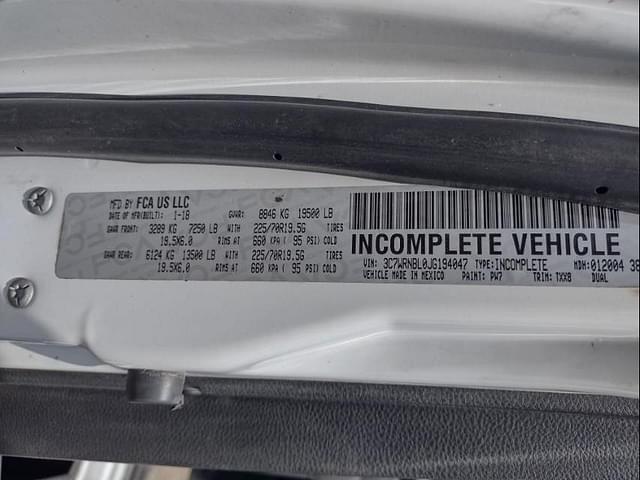 MFD BY FCA US LLC
DATE OF MFR(BUILT): 1-18 GVWR: 8846 KG 19500 LB
GAWR FRONT: 3289 KG 7250 LB WITH 225/70R19.5G TIRES
19.5X6.0 RIMS AT 660 KPA ( 95 PSI) COLD
GAWR REAR: 6124 KG 13500 LB WITH 225/70R19.5G TIRES
19.5X6.0 RIMS AT 660 KPA ( 95 PSI) COLD
INCOMPLETE VEHICLE
VIN: 3C7WRNBL0JG194047 TYPE:INCOMPLETE MDH:012004 38
VEHICLE MADE IN MEXICO PAINT: PW7 TRIM: TXX8 DUAL